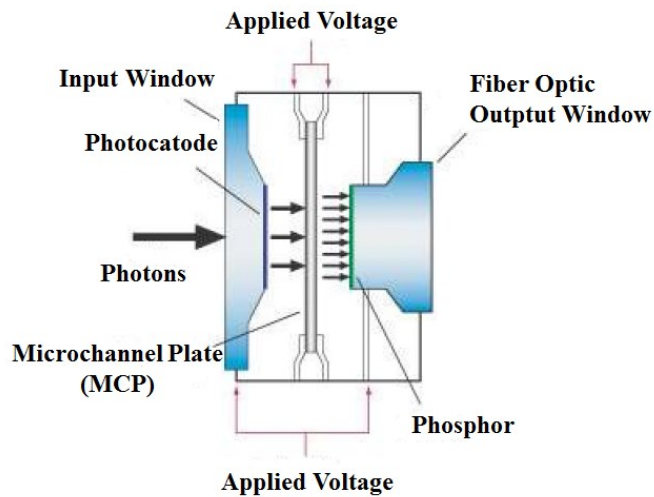 Applied Voltage
Input Window
Fiber Optic
Outptut Window
Photocatode
Photons
Microchannel Plate
(MCP)
Phosphor
Applied Voltage